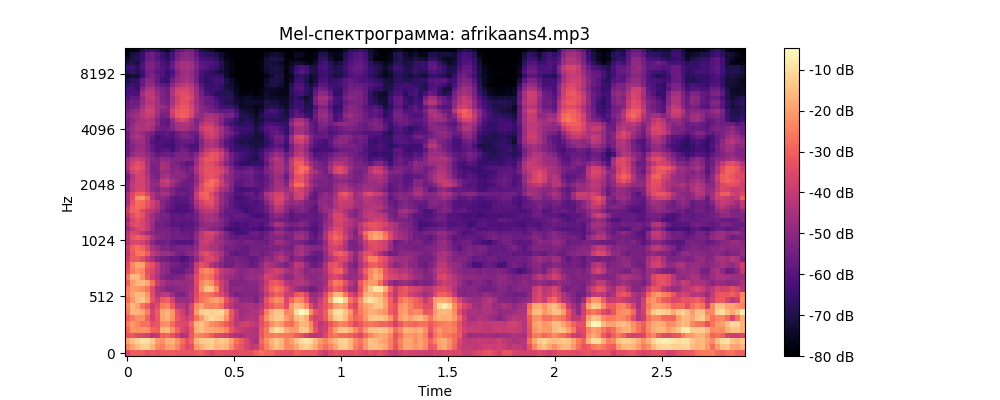 Mel-спектрограмма: afrikaans4.mp3
8192
4096
2048
1024
512
0
Hz
0
0.5
1
1.5
2
2.5
Time
-10 dB
-20 dB
-30 dB
-40 dB
-50 dB
-60 dB
-70 dB
-80 dB